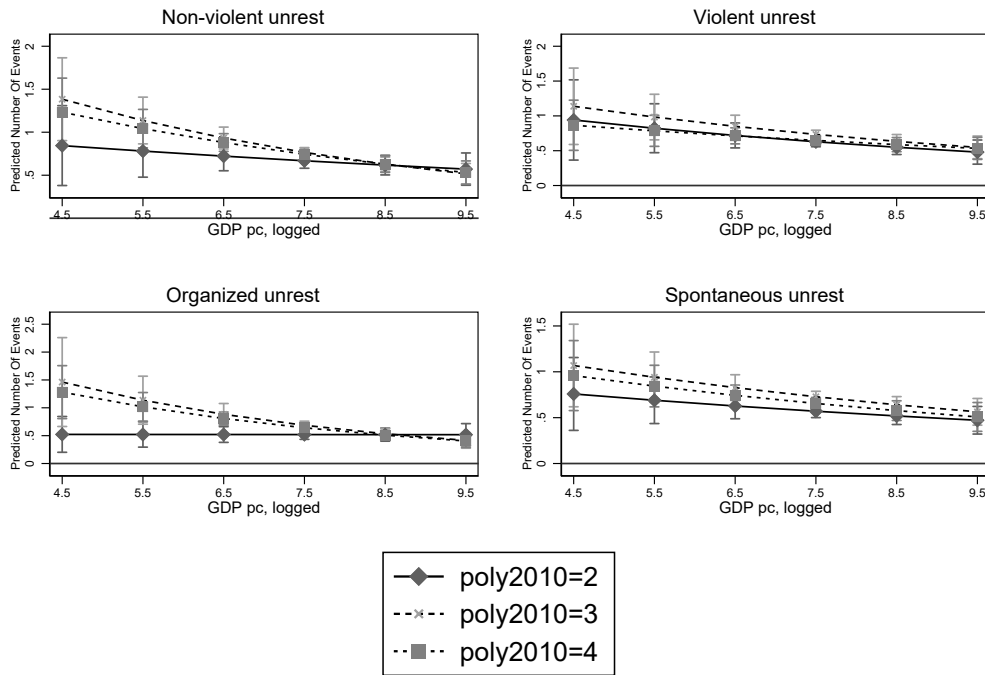 Non-violent unrest
Predicted Number Of Events
2
1.5
1
.5
4.5 5.5 6.5 7.5 8.5 9.5
GDP pc, logged
Violent unrest
Predicted Number Of Events
2
1.5
1
.5
0
4.5 5.5 6.5 7.5 8.5 9.5
GDP pc, logged
Organized unrest
Predicted Number Of Events
2.5
2
1.5
1
.5
0
4.5 5.5 6.5 7.5 8.5 9.5
GDP pc, logged
Spontaneous unrest
Predicted Number Of Events
1.5
1
.5
0
4.5 5.5 6.5 7.5 8.5 9.5
GDP pc, logged
poly2010=2
poly2010=3
poly2010=4